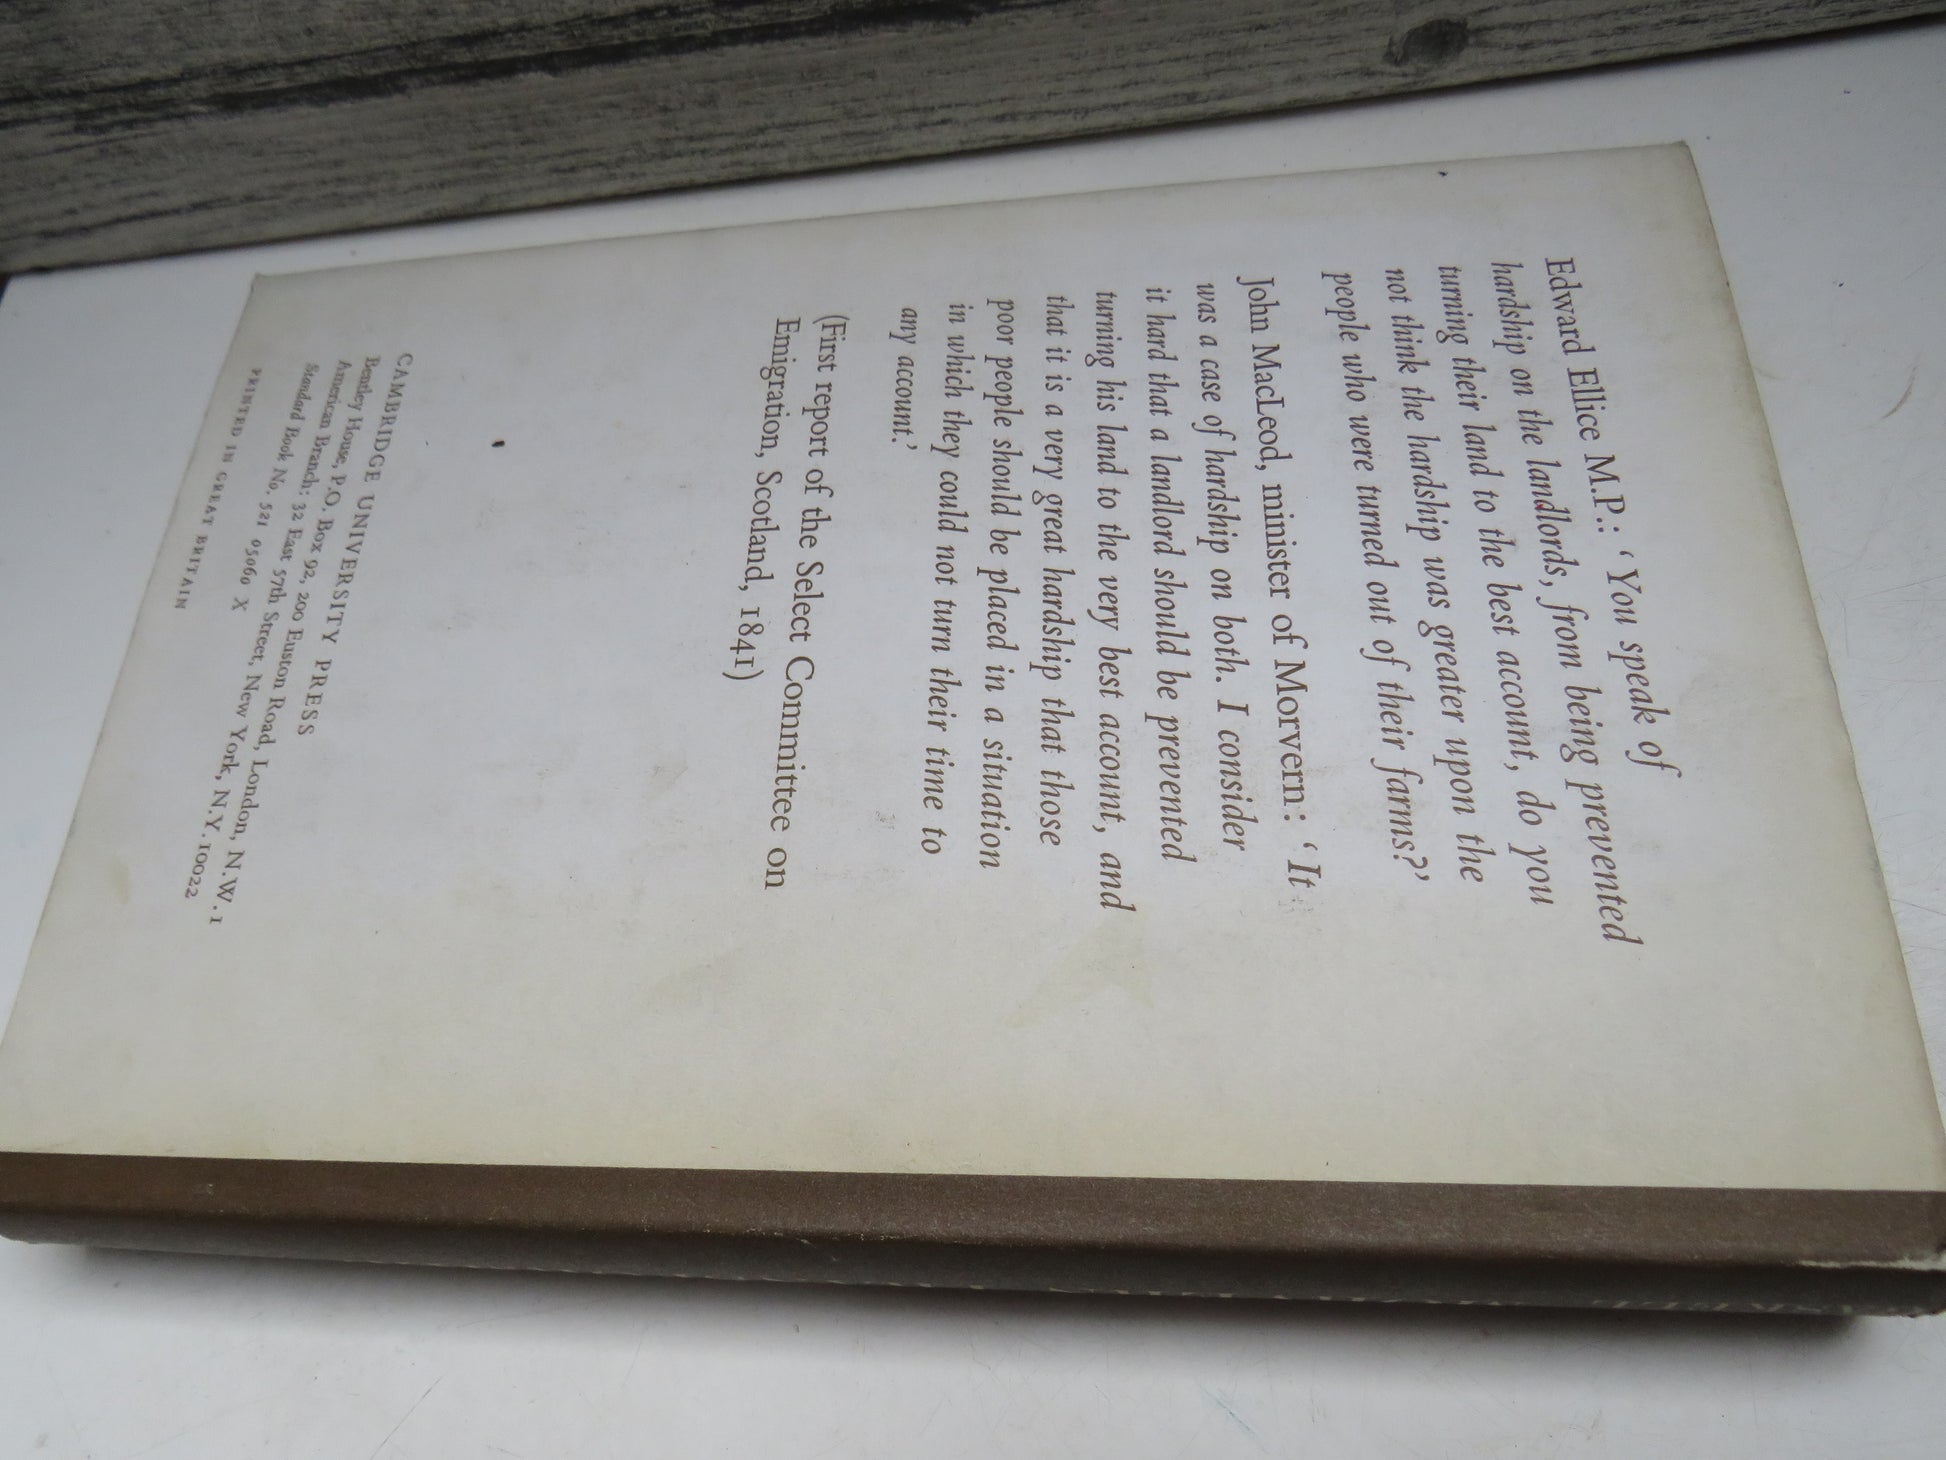 Edward Ellice M.P.: 'You speak of
hardship on the landlords, from being prevented
turning their land to the best account, do you
not think the hardship was greater upon the
people who were turned out of their farms?'
John MacLeod, minister of Morvern: 'It
was a case of hardship on both. I consider
it hard that a landlord should be prevented
turning his land to the very best account, and
that it is a very great hardship that those
poor people should be placed in a situation
in which they could not turn their time to
any account.'
(First report of the Select Committee on
Emigration, Scotland, 1841)
CAMBRIDGE UNIVERSITY PRESS
Bentley House, P.O. Box 92, 200 Euston Road, London, N.W.1
American Branch: 32 East 57th Street, New York, N.Y.10022
Standard Book No. 521 05060 X
PRINTED IN GREAT BRITAIN